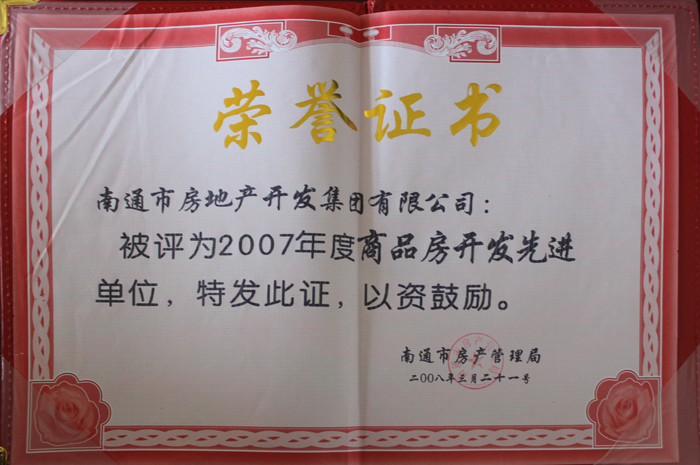 荣誉证书
南通市房地产开发集团有限公司：
被评为2007年度商品房开发先进
单位，特发此证，以资鼓励。
南通市房产管理局
二00八年三月二十一号